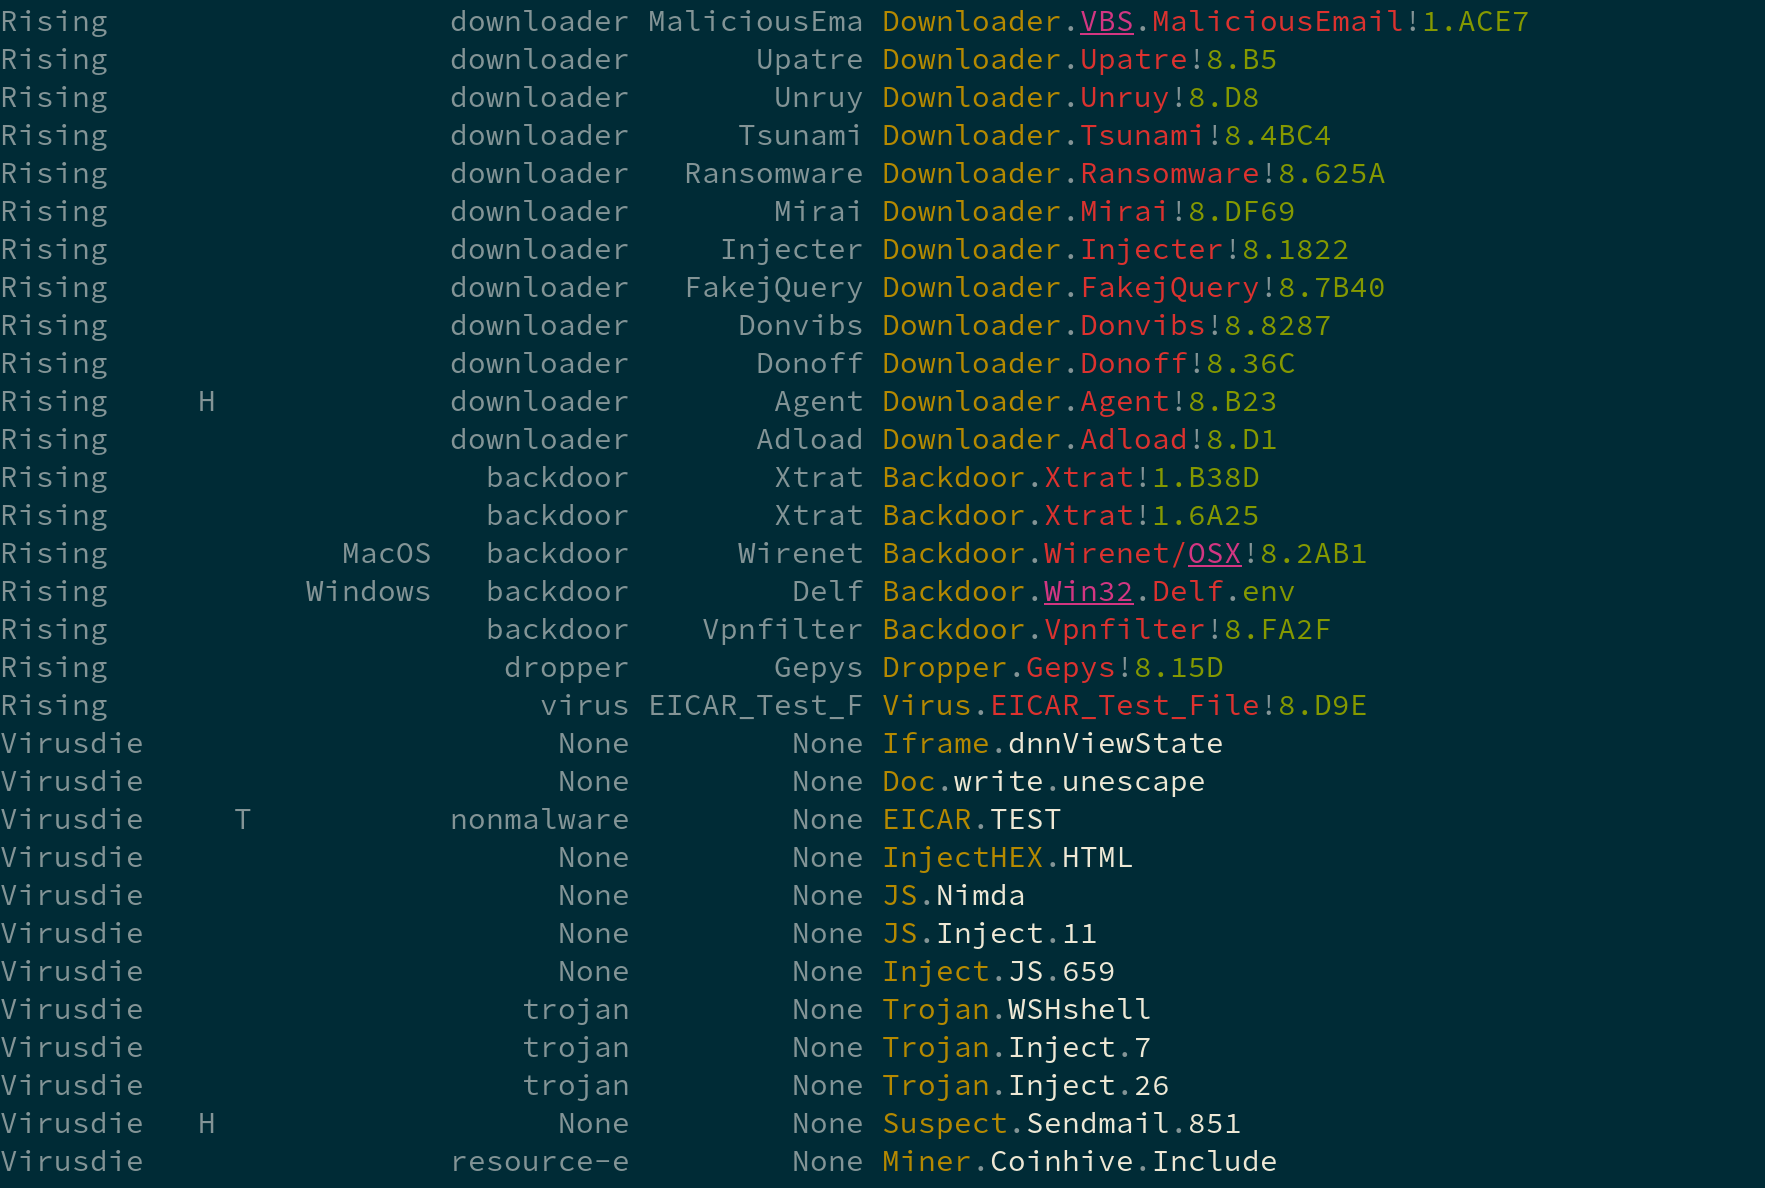 Rising downloader MaliciousEma Downloader.VBS.MaliciousEmail!1.ACE7
Rising downloader Upatre Downloader.Upatre!8.B5
Rising downloader Unruy Downloader.Unruy!8.D8
Rising downloader Tsunami Downloader.Tsunami!8.4BC4
Rising downloader Ransomware Downloader.Ransomware!8.625A
Rising downloader Mirai Downloader.Mirai!8.DF69
Rising downloader Injecter Downloader.Injecter!8.1822
Rising downloader FakejQuery Downloader.FakejQuery!8.7B40
Rising downloader Donvibs Downloader.Donvibs!8.8287
Rising downloader Donoff Downloader.Donoff!8.36C
Rising H downloader Agent Downloader.Agent!8.B23
Rising downloader Adload Downloader.Adload!8.D1
Rising backdoor Xtrat Backdoor.Xtrat!1.B38D
Rising backdoor Xtrat Backdoor.Xtrat!1.6A25
Rising MacOS backdoor Wirenet Backdoor.Wirenet/OSX!8.2AB1
Rising Windows backdoor Delf Backdoor.Win32.Delf.env
Rising backdoor Vpnfilter Backdoor.Vpnfilter!8.FA2F
Rising dropper Gepys Dropper.Gepys!8.15D
Rising virus EICAR_Test_F Virus.EICAR_Test_File!8.D9E
Virusdie None None Iframe.dnnViewState
Virusdie None None Doc.write.unescape
Virusdie T nonmalware None EICAR.TEST
Virusdie None None InjectHEX.HTML
Virusdie None None JS.Nimda
Virusdie None None JS.Inject.11
Virusdie None None Inject.JS.659
Virusdie trojan None Trojan.WSHshell
Virusdie trojan None Trojan.Inject.7
Virusdie trojan None Trojan.Inject.26
Virusdie H None None Suspect.Sendmail.851
Virusdie resource-e None Miner.Coinhive.Include